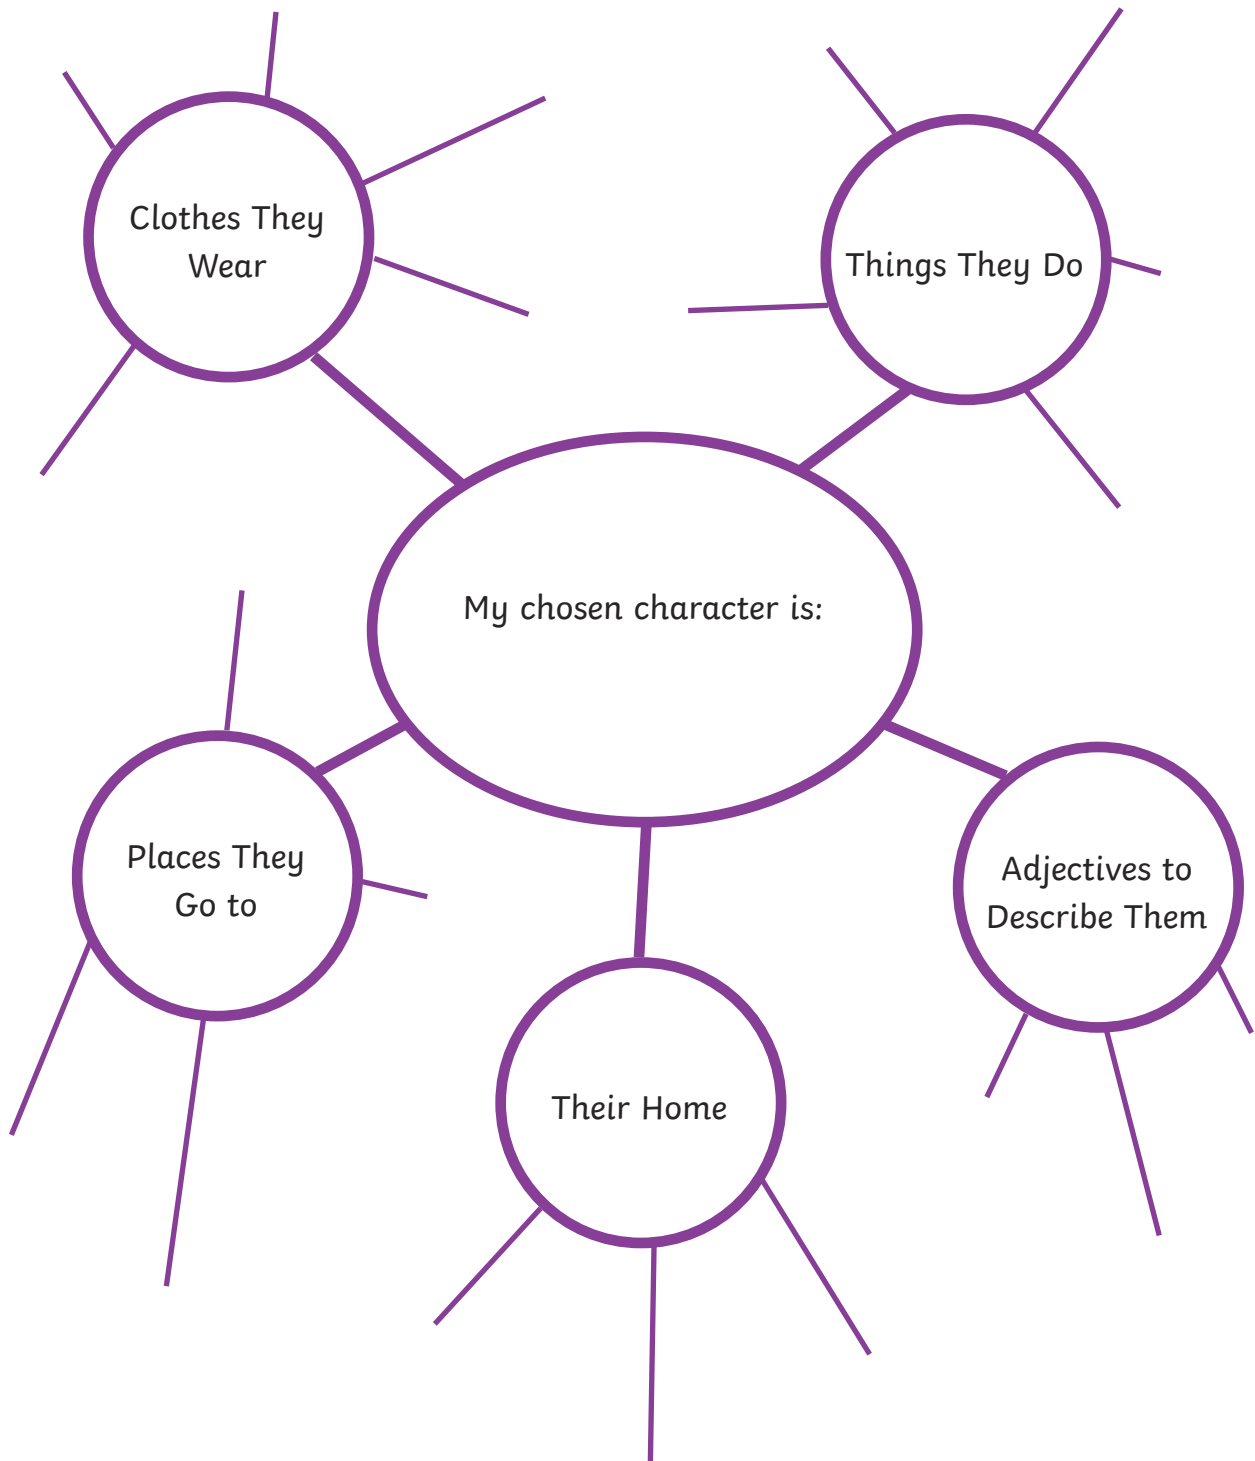 Clothes They
Wear
Things They Do
My chosen character is:
Places They
Go to
Adjectives to
Describe Them
Their Home